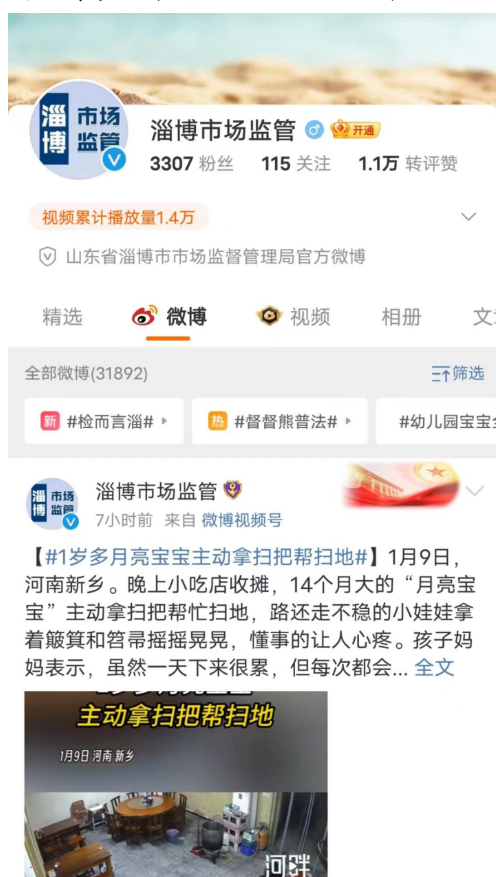 淄博 市场监管
淄博市场监管 开通
3307 粉丝 115 关注 1.1万 转评赞
视频累计播放量1.4万
山东省淄博市市场监督管理局官方微博
精选 微博 视频 相册
全部微博(31892) 筛选
新 #检而言淄# 热 #督督熊普法# #幼儿园宝宝
淄博 市场监管 淄博市场监管
7小时前 来自 微博视频号
【#1岁多月亮宝宝主动拿扫把帮扫地#】1月9日，
河南新乡。晚上小吃店收摊，14个月大的“月亮宝
宝”主动拿扫把帮忙扫地，路还走不稳的小娃娃拿
着簸箕和笤帚摇摇晃晃，懂事的让人心疼。孩子妈
妈表示，虽然一天下来很累，但每次都会... 全文
主动拿扫把帮扫地
1月9日 河南 新乡
河畔